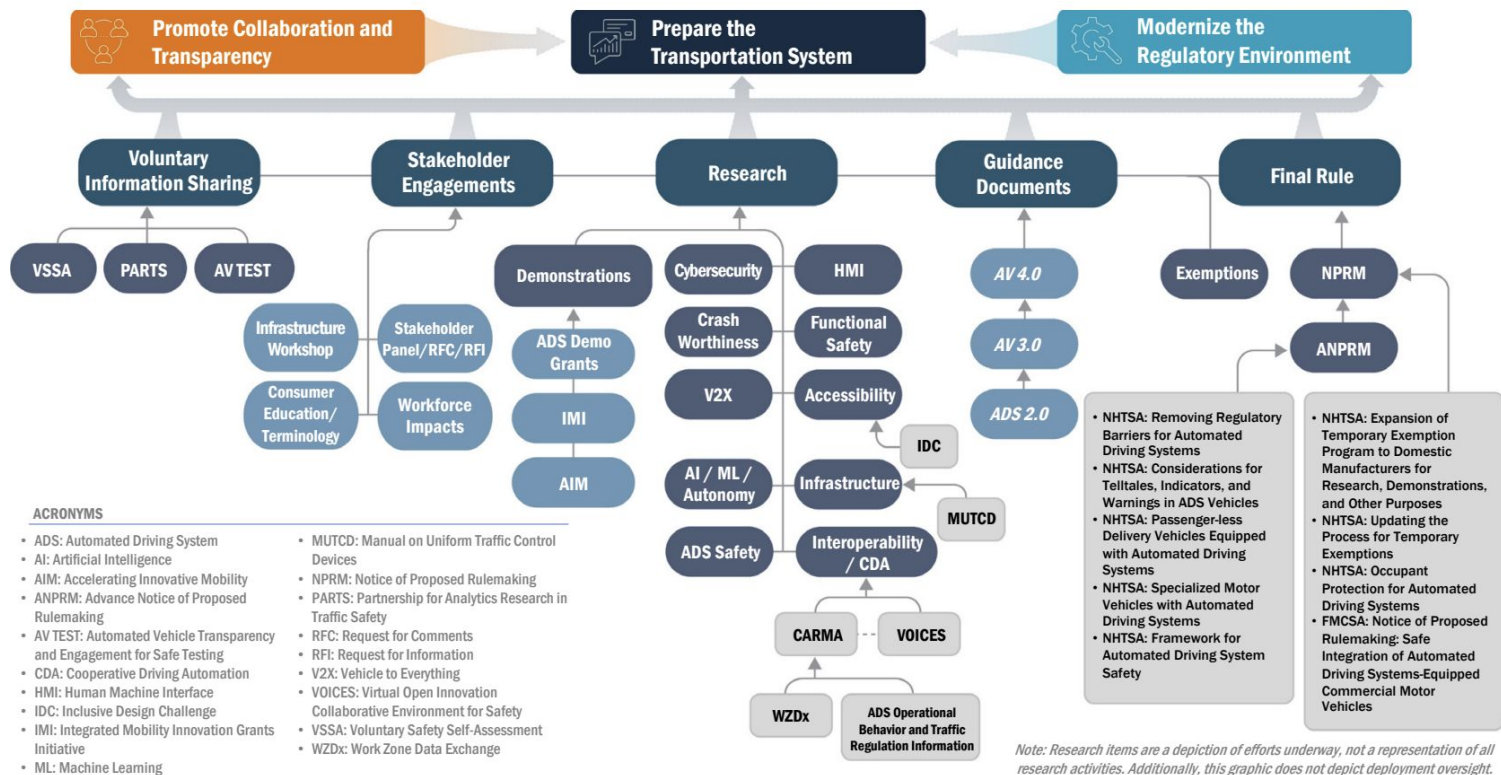 Promote Collaboration and
Transparency
Prepare the
Transportation System
Modernize the
Regulatory Environment
Voluntary
Information Sharing
Stakeholder
Engagements
Research
Guidance
Documents
Final Rule
VSSA
PARTS
AV TEST
Infrastructure
Workshop
Stakeholder
Panel/RFC/RFI
Consumer
Education/
Terminology
Workforce
Impacts
Demonstrations
ADS Demo
Grants
IMI
AIM
Cybersecurity
HMI
Crash
Worthiness
Functional
Safety
V2X
Accessibility
IDC
AI / ML /
Autonomy
Infrastructure
MUTCD
ADS Safety
Interoperability
/ CDA
CARMA
VOICES
WZDx
ADS Operational
Behavior and Traffic
Regulation Information
AV 4.0
AV 3.0
ADS 2.0
Exemptions
NPRM
ANPRM
• NHTSA: Removing Regulatory
Barriers for Automated
Driving Systems
• NHTSA: Considerations for
Telltales, Indicators, and
Warnings in ADS Vehicles
• NHTSA: Passenger-less
Delivery Vehicles Equipped
with Automated Driving
Systems
• NHTSA: Specialized Motor
Vehicles with Automated
Driving Systems
• NHTSA: Framework for
Automated Driving System
Safety
• NHTSA: Expansion of
Temporary Exemption
Program to Domestic
Manufacturers for
Research, Demonstrations,
and Other Purposes
• NHTSA: Updating the
Process for Temporary
Exemptions
• NHTSA: Occupant
Protection for Automated
Driving Systems
• FMCSA: Notice of Proposed
Rulemaking: Safe
Integration of Automated
Driving Systems-Equipped
Commercial Motor
Vehicles
ACRONYMS
• ADS: Automated Driving System
• AI: Artificial Intelligence
• AIM: Accelerating Innovative Mobility
• ANPRM: Advance Notice of Proposed
Rulemaking
• AV TEST: Automated Vehicle Transparency
and Engagement for Safe Testing
• CDA: Cooperative Driving Automation
• HMI: Human Machine Interface
• IDC: Inclusive Design Challenge
• IMI: Integrated Mobility Innovation Grants
Initiative
• ML: Machine Learning
• MUTCD: Manual on Uniform Traffic Control
Devices
• NPRM: Notice of Proposed Rulemaking
• PARTS: Partnership for Analytics Research in
Traffic Safety
• RFC: Request for Comments
• RFI: Request for Information
• V2X: Vehicle to Everything
• VOICES: Virtual Open Innovation
Collaborative Environment for Safety
• VSSA: Voluntary Safety Self-Assessment
• WZDx: Work Zone Data Exchange
Note: Research items are a depiction of efforts underway, not a representation of all
research activities. Additionally, this graphic does not depict deployment oversight.